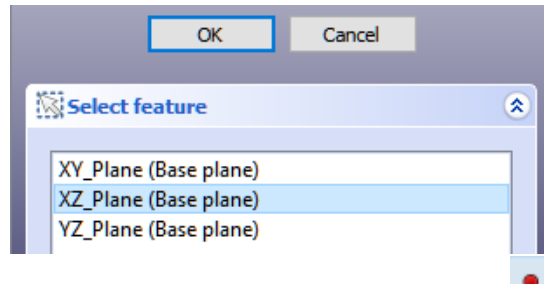 OK Cancel
Select feature
XY_Plane (Base plane)
XZ_Plane (Base plane)
YZ_Plane (Base plane)